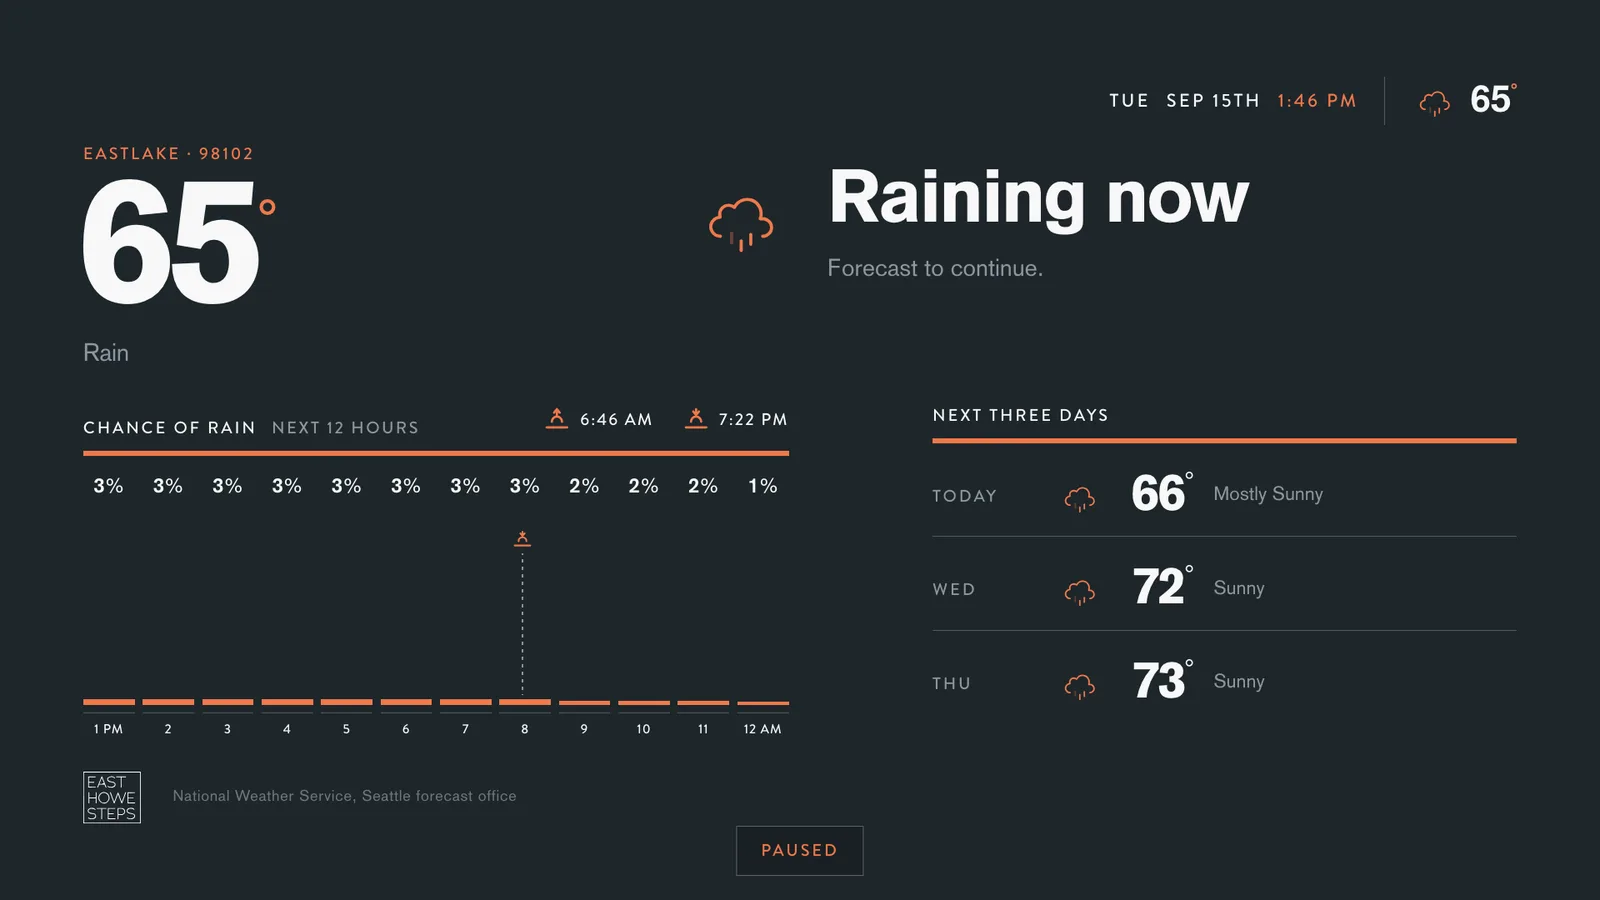 TUE SEP 15TH 1:46 PM 65°
EASTLAKE · 98102
65°
Rain
Raining now
Forecast to continue.
CHANCE OF RAIN NEXT 12 HOURS
6:46 AM 7:22 PM
3% 3% 3% 3% 3% 3% 3% 3% 2% 2% 2% 1%
1 PM 2 3 4 5 6 7 8 9 10 11 12 AM
NEXT THREE DAYS
TODAY 66° Mostly Sunny
WED 72° Sunny
THU 73° Sunny
EAST
HOWE
STEPS
National Weather Service, Seattle forecast office
PAUSED